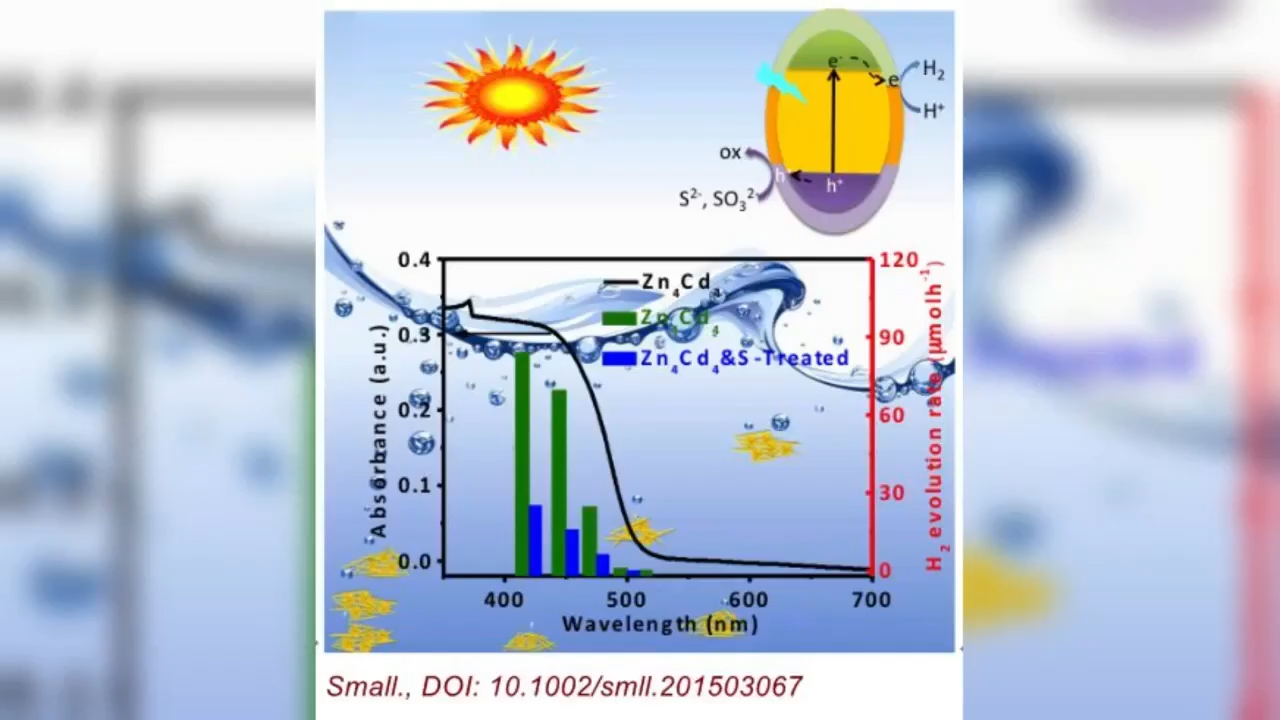 e⁻
e
H₂
H⁺
ox
h
h⁺
S²⁻, SO₃²
0.4
0.3
0.2
0.1
0.0
Absorbance (a.u.)
Zn₄Cd₄
Zn₄Cd₄
Zn₄Cd₄&S-Treated
120
90
60
30
0
H₂ evolution rate (μmolh⁻¹)
400 500 600 700
Wavelength (nm)
Small., DOI: 10.1002/smll.201503067